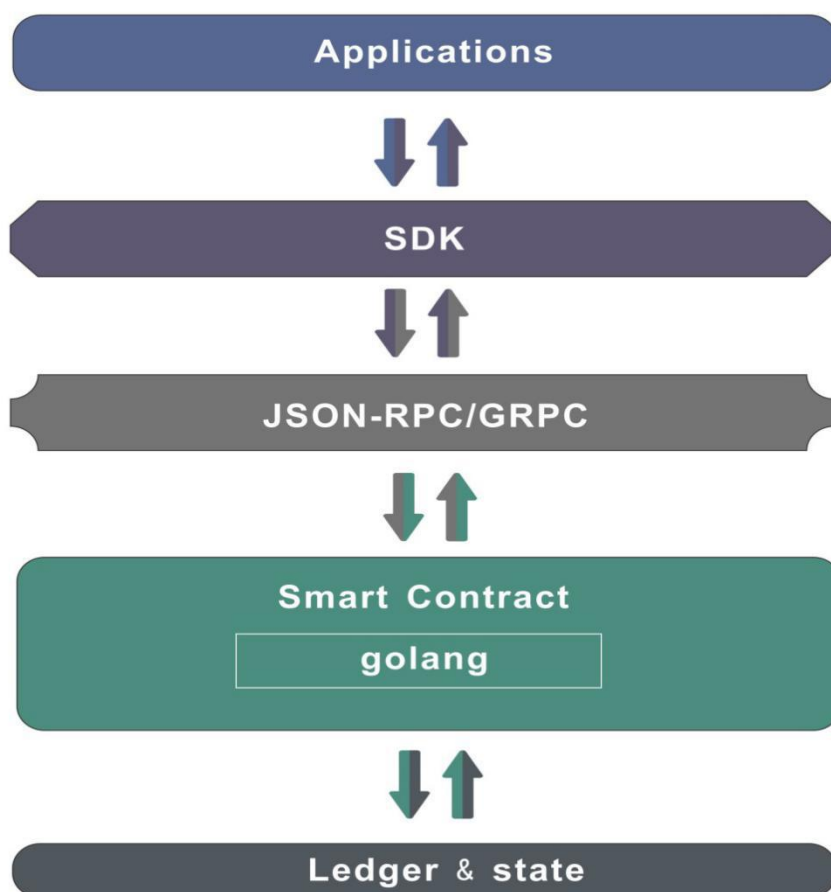 Applications
SDK
JSON-RPC/GRPC
Smart Contract
golang
Ledger & state